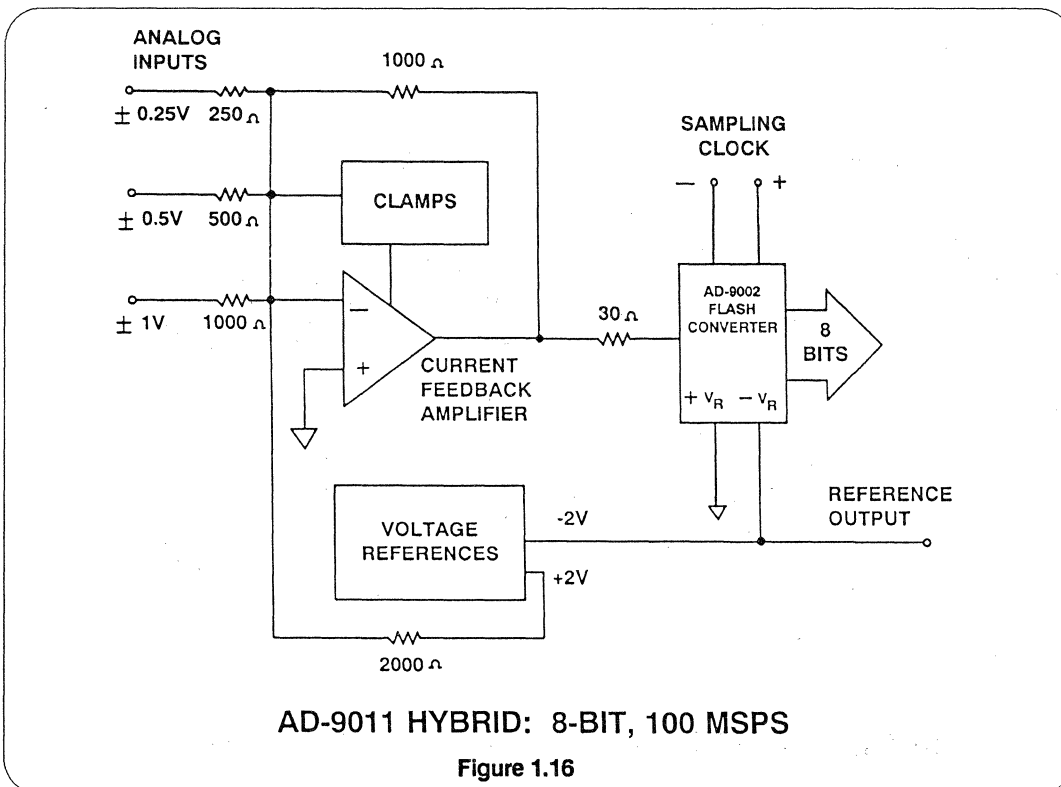 ANALOG
INPUTS
1000 Ω
± 0.25V 250 Ω
SAMPLING
CLOCK
− +
CLAMPS
± 0.5V 500 Ω
AD-9002
FLASH
CONVERTER
−
± 1V 1000 Ω
30 Ω
8
BITS
+
CURRENT
FEEDBACK
AMPLIFIER
+ VR − VR
REFERENCE
OUTPUT
VOLTAGE
REFERENCES
-2V
+2V
2000 Ω
AD-9011 HYBRID: 8-BIT, 100 MSPS
Figure 1.16